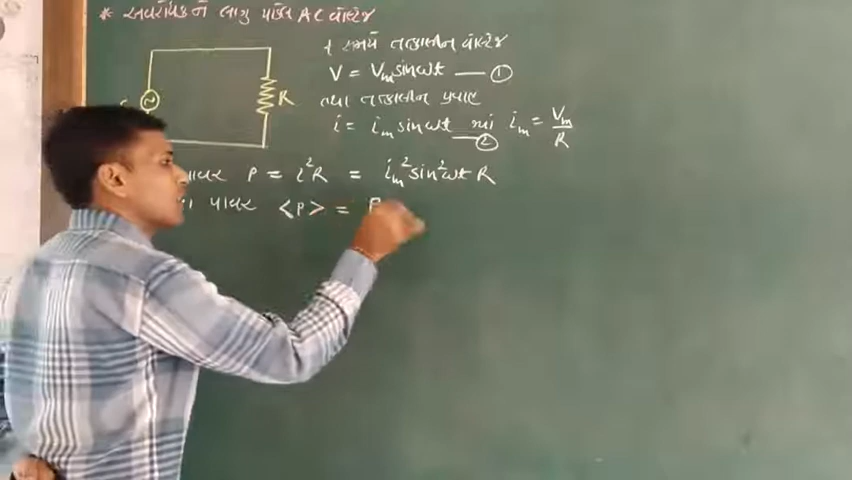 * અવરોધકને લાગુ પાડેલ AC વોલ્ટેજ
t સમયે તત્કાલીન વોલ્ટેજ
V = Vₘ sinωt — ①
R
તથા તત્કાલીન પ્રવાહ
i = iₘ sinωt — ② જ્યાં iₘ = Vₘ/R
પાવર P = i²R = iₘ² sin²ωt R
પાવર <P> = P